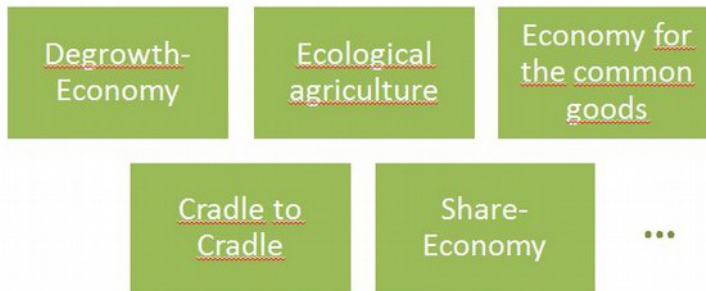 Degrowth-
Economy
Ecological
agriculture
Economy for
the common
goods
Cradle to
Cradle
Share-
Economy
...